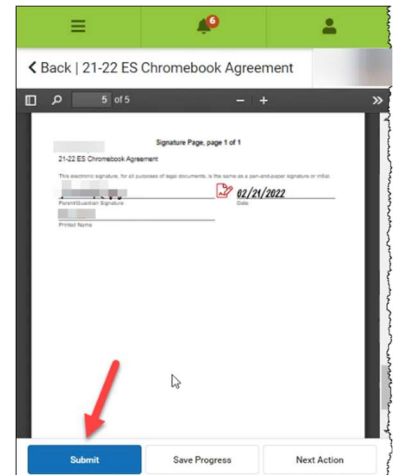 6
Back | 21-22 ES Chromebook Agreement
5 of 5
Signature Page, page 1 of 1
21-22 ES Chromebook Agreement
This electronic signature, for all purposes of legal documents, is the same as a pen-and-paper signature or initial.
02/21/2022
Parent/Guardian Signature
Date
Printed Name
Submit
Save Progress
Next Action